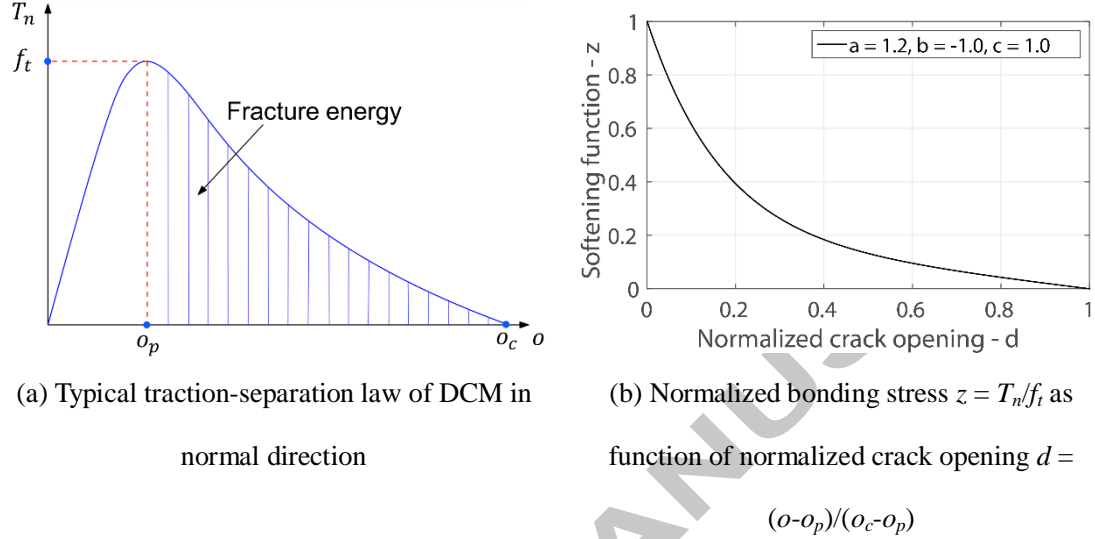 T_n
f_t
Fracture energy
o_p
o_c
o
(a) Typical traction-separation law of DCM in
normal direction
1
0.8
0.6
0.4
0.2
0
Softening function - z
a = 1.2, b = -1.0, c = 1.0
0
0.2
0.4
0.6
0.8
1
Normalized crack opening - d
(b) Normalized bonding stress z = T_n/f_t as
function of normalized crack opening d =
(o-o_p)/(o_c-o_p)